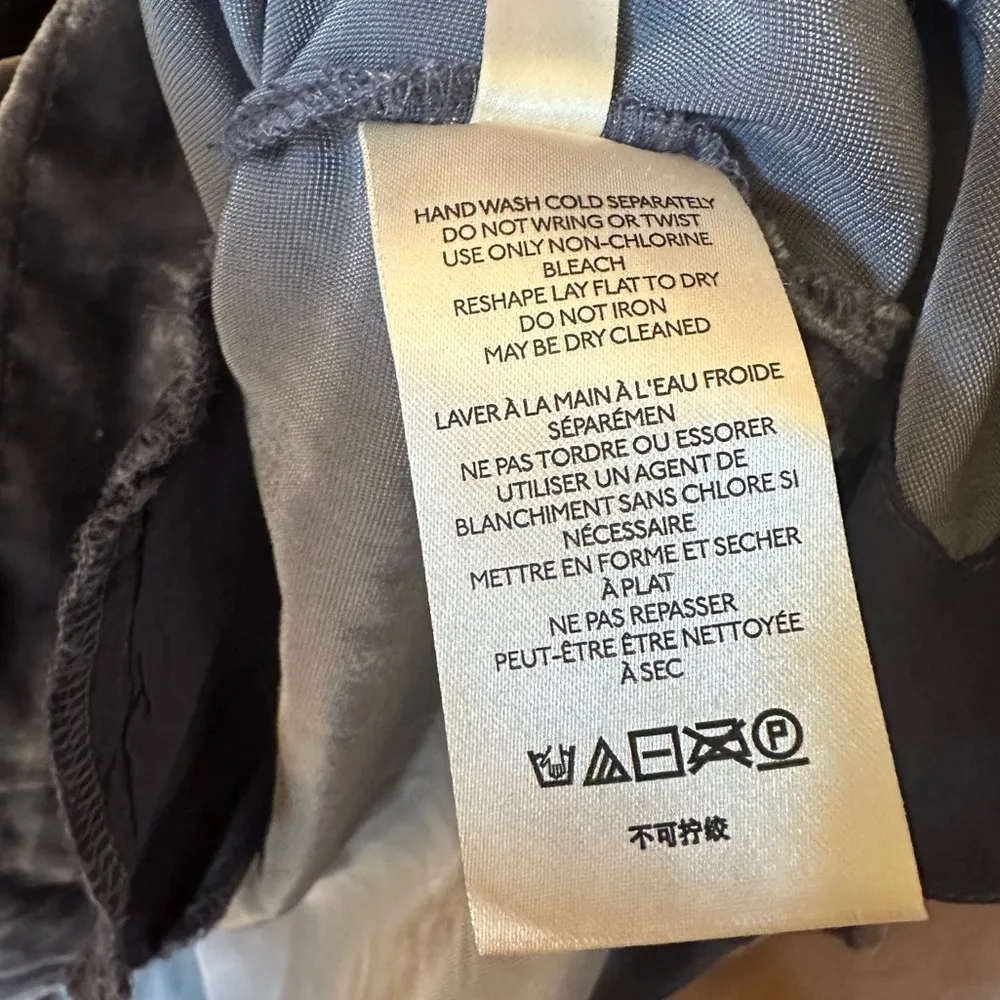 HAND WASH COLD SEPARATELY
DO NOT WRING OR TWIST
USE ONLY NON-CHLORINE
BLEACH
RESHAPE LAY FLAT TO DRY
DO NOT IRON
MAY BE DRY CLEANED
LAVER À LA MAIN À L'EAU FROIDE
SÉPARÉMEN
NE PAS TORDRE OU ESSORER
UTILISER UN AGENT DE
BLANCHIMENT SANS CHLORE SI
NÉCESSAIRE
METTRE EN FORME ET SECHER
À PLAT
NE PAS REPASSER
PEUT-ÊTRE ÊTRE NETTOYÉE
À SEC
P
不可拧绞